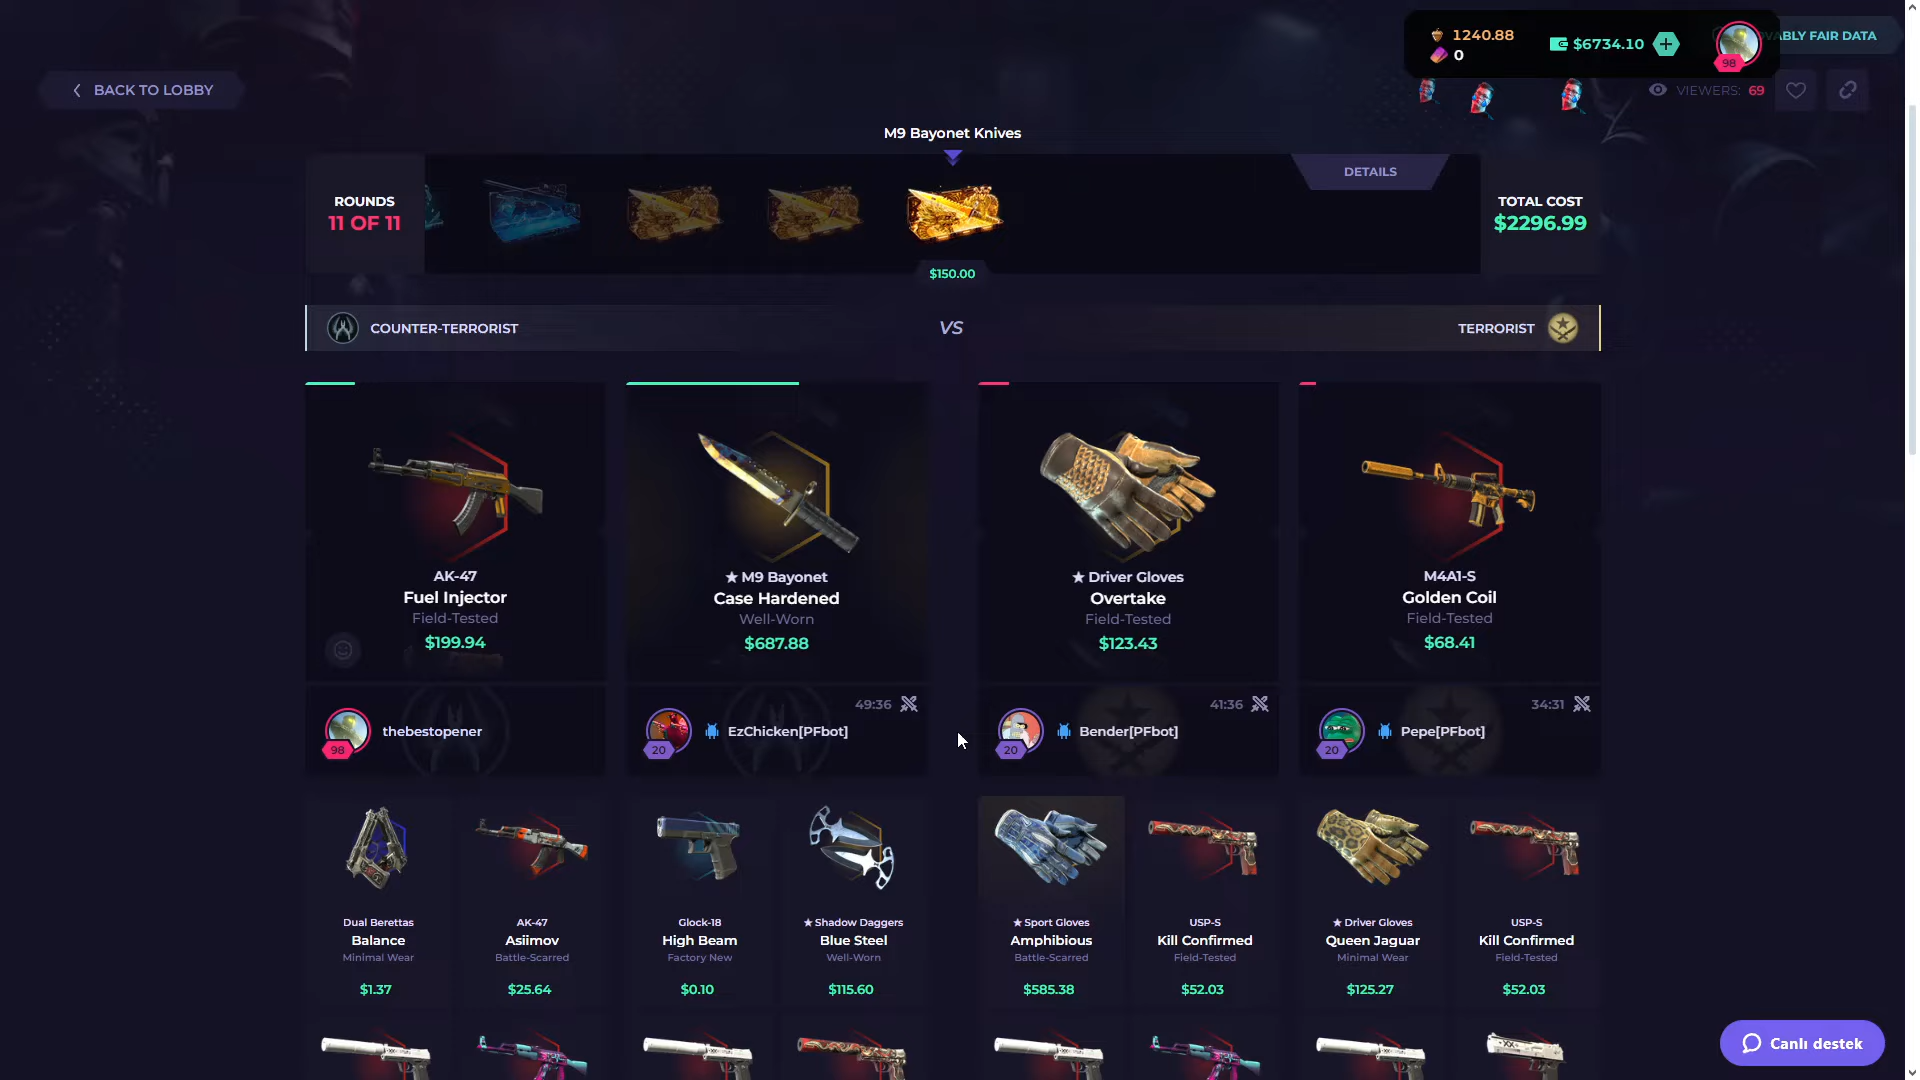 1240.88
0
$6734.10
ABLY FAIR DATA
98
BACK TO LOBBY
VIEWERS: 69
M9 Bayonet Knives
DETAILS
ROUNDS
11 OF 11
TOTAL COST
$2296.99
$150.00
COUNTER-TERRORIST
VS
TERRORIST
AK-47
Fuel Injector
Field-Tested
$199.94
★ M9 Bayonet
Case Hardened
Well-Worn
$687.88
★ Driver Gloves
Overtake
Field-Tested
$123.43
M4A1-S
Golden Coil
Field-Tested
$68.41
98
thebestopener
49:36
20
EzChicken[PFbot]
41:36
20
Bender[PFbot]
34:31
20
Pepe[PFbot]
Dual Berettas
Balance
Minimal Wear
$1.37
AK-47
Asiimov
Battle-Scarred
$25.64
Glock-18
High Beam
Factory New
$0.10
★ Shadow Daggers
Blue Steel
Well-Worn
$115.60
★ Sport Gloves
Amphibious
Battle-Scarred
$585.38
USP-S
Kill Confirmed
Field-Tested
$52.03
★ Driver Gloves
Queen Jaguar
Minimal Wear
$125.27
USP-S
Kill Confirmed
Field-Tested
$52.03
Canlı destek